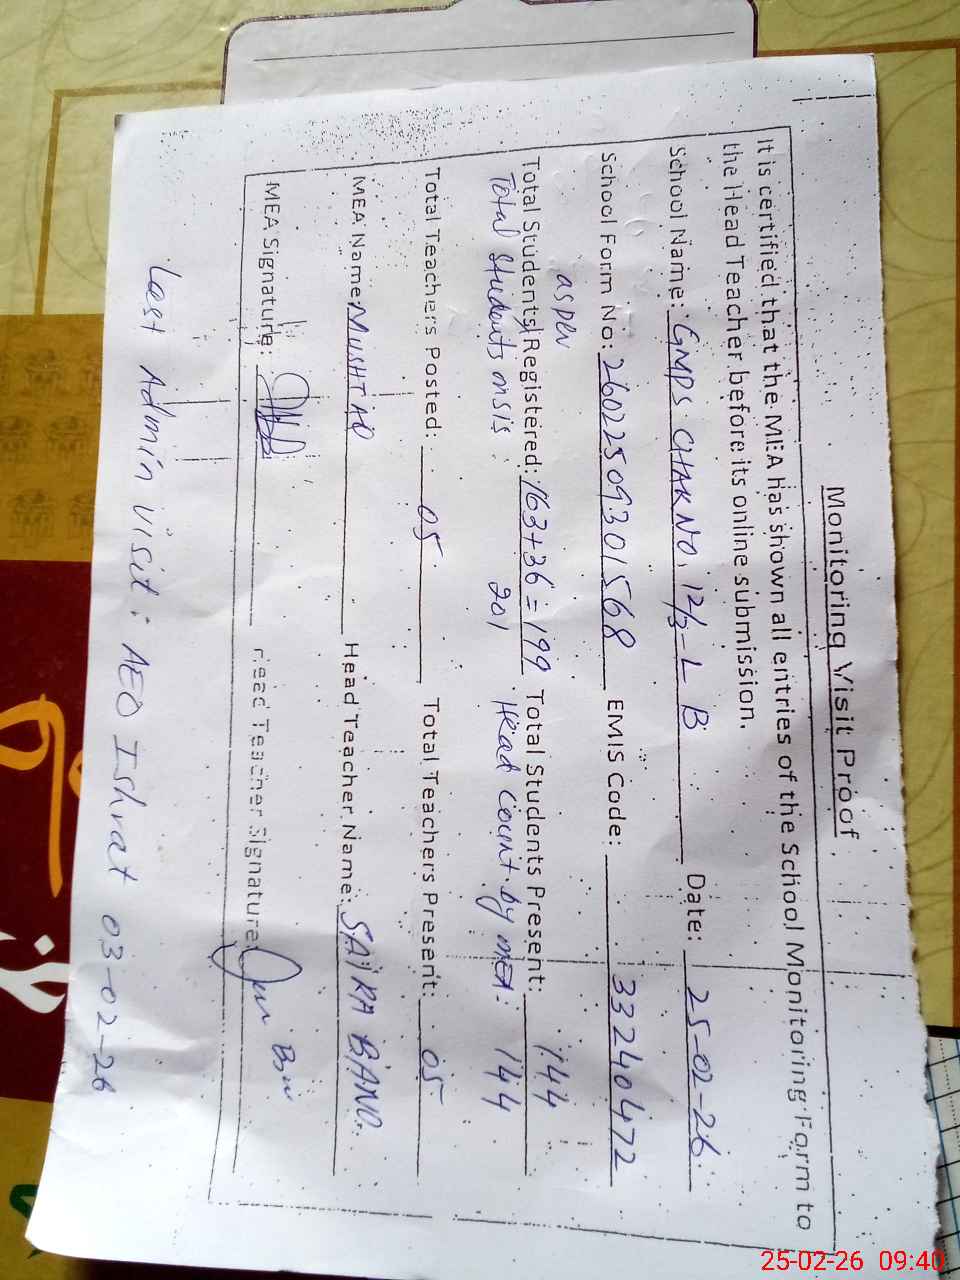 Monitoring Visit Proof
It is certified that the MEA has shown all entries of the School Monitoring Form to
the Head Teacher before its online submission.
School Name: GMPS CHAK NO. 12/3-L B Date: 25-02-26
School Form No: 2602250930 1568 EMIS Code: 33240472
as per
Total Students Registered: 163+36=199 Total Students Present: 144
Total Students on sis 201 Head count by MEA: 144
Total Teachers Posted: 05 Total Teachers Present: 05
MEA Name MUSHTAQ Head Teacher Name: SAIRA BANO.
MEA Signature: Head Teacher Signature:
Last Admin visit: AEO Ishrat 03-02-26
25-02-26 09:40